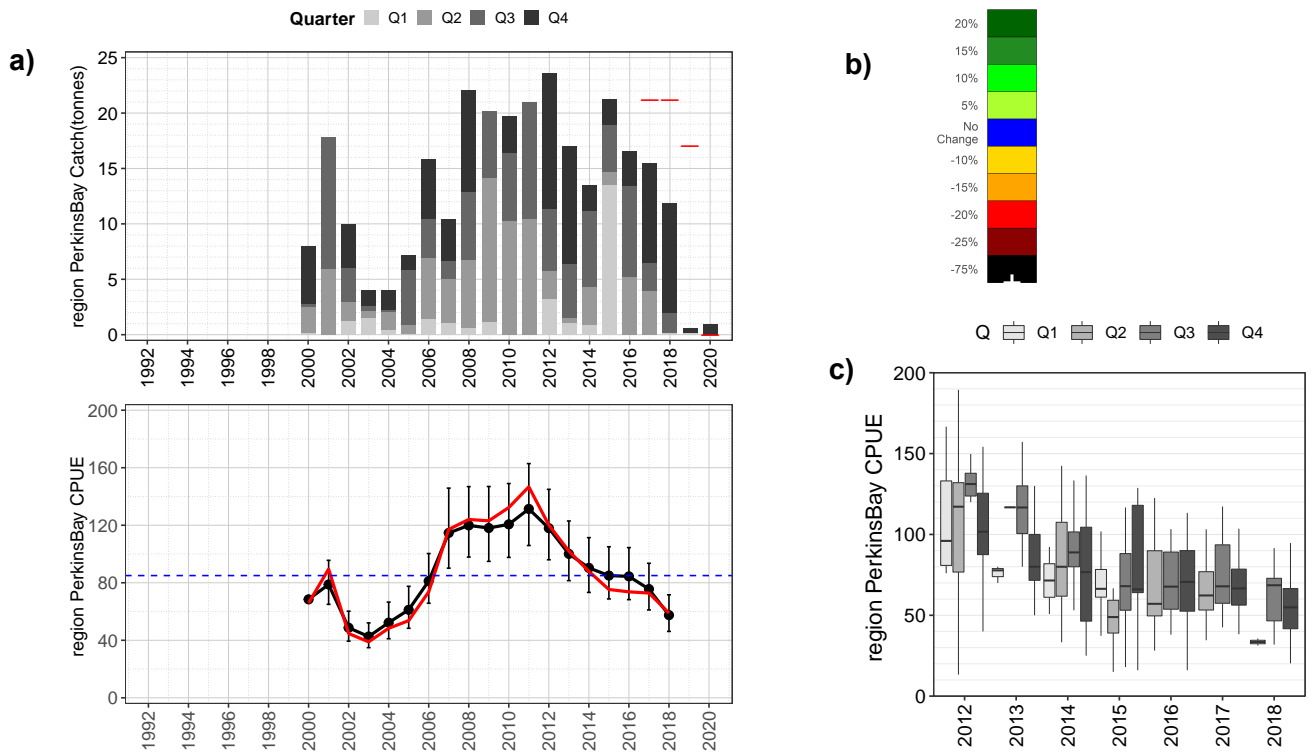 Quarter Q1 Q2 Q3 Q4
a)
region PerkinsBay Catch(tonnes)
25
20
15
10
5
0
1992 1994 1996 1998 2000 2002 2004 2006 2008 2010 2012 2014 2016 2018 2020
region PerkinsBay CPUE
200
160
120
80
40
0
1992 1994 1996 1998 2000 2002 2004 2006 2008 2010 2012 2014 2016 2018 2020
b)
20%
15%
10%
5%
No
Change
-10%
-15%
-20%
-25%
-75%
+
Q Q1 Q2 Q3 Q4
c)
region PerkinsBay CPUE
200
150
100
50
0
2012 2013 2014 2015 2016 2017 2018